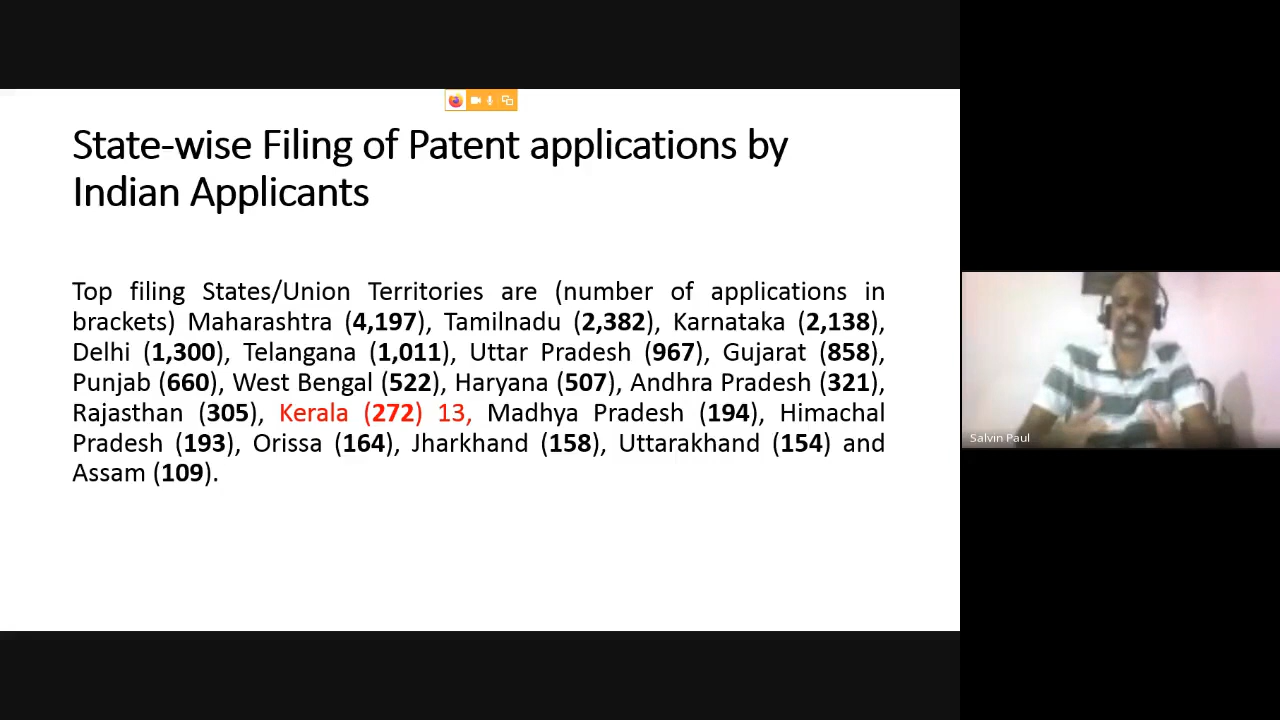 State-wise Filing of Patent applications by
Indian Applicants
Top filing States/Union Territories are (number of applications in
brackets) Maharashtra (4,197), Tamilnadu (2,382), Karnataka (2,138),
Delhi (1,300), Telangana (1,011), Uttar Pradesh (967), Gujarat (858),
Punjab (660), West Bengal (522), Haryana (507), Andhra Pradesh (321),
Rajasthan (305), Kerala (272) 13, Madhya Pradesh (194), Himachal
Pradesh (193), Orissa (164), Jharkhand (158), Uttarakhand (154) and
Assam (109).
Salvin Paul